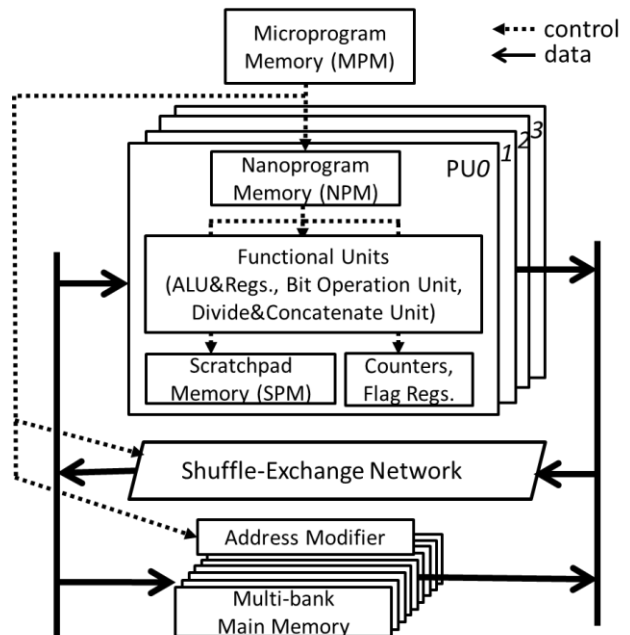 Microprogram
Memory (MPM)
control
data
3
2
1
PU0
Nanoprogram
Memory (NPM)
Functional Units
(ALU&Regs., Bit Operation Unit,
Divide&Concatenate Unit)
Scratchpad
Memory (SPM)
Counters,
Flag Regs.
Shuffle-Exchange Network
Address Modifier
Multi-bank
Main Memory